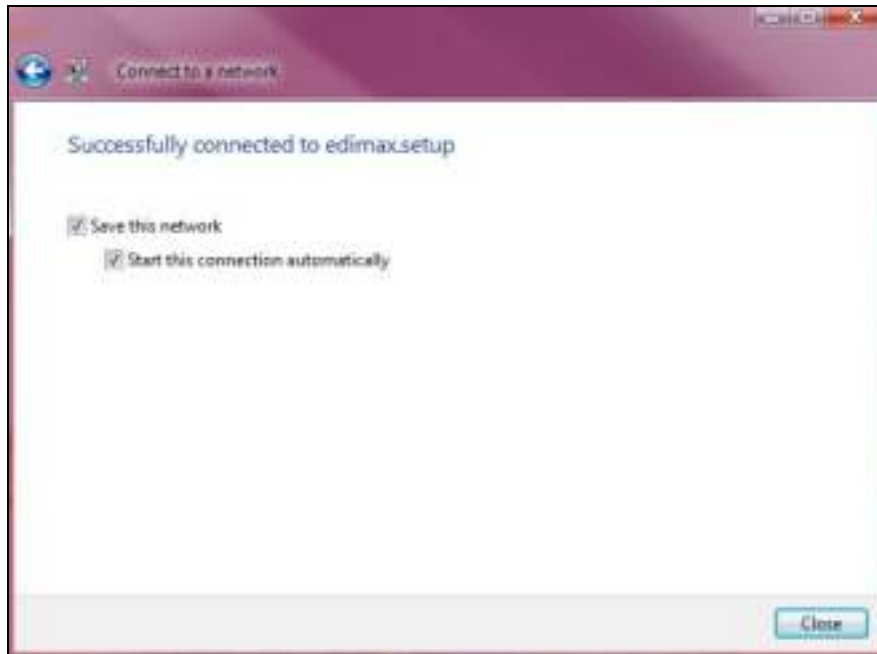 Connect to a network
Successfully connected to edimax.setup
Save this network
Start this connection automatically
Close